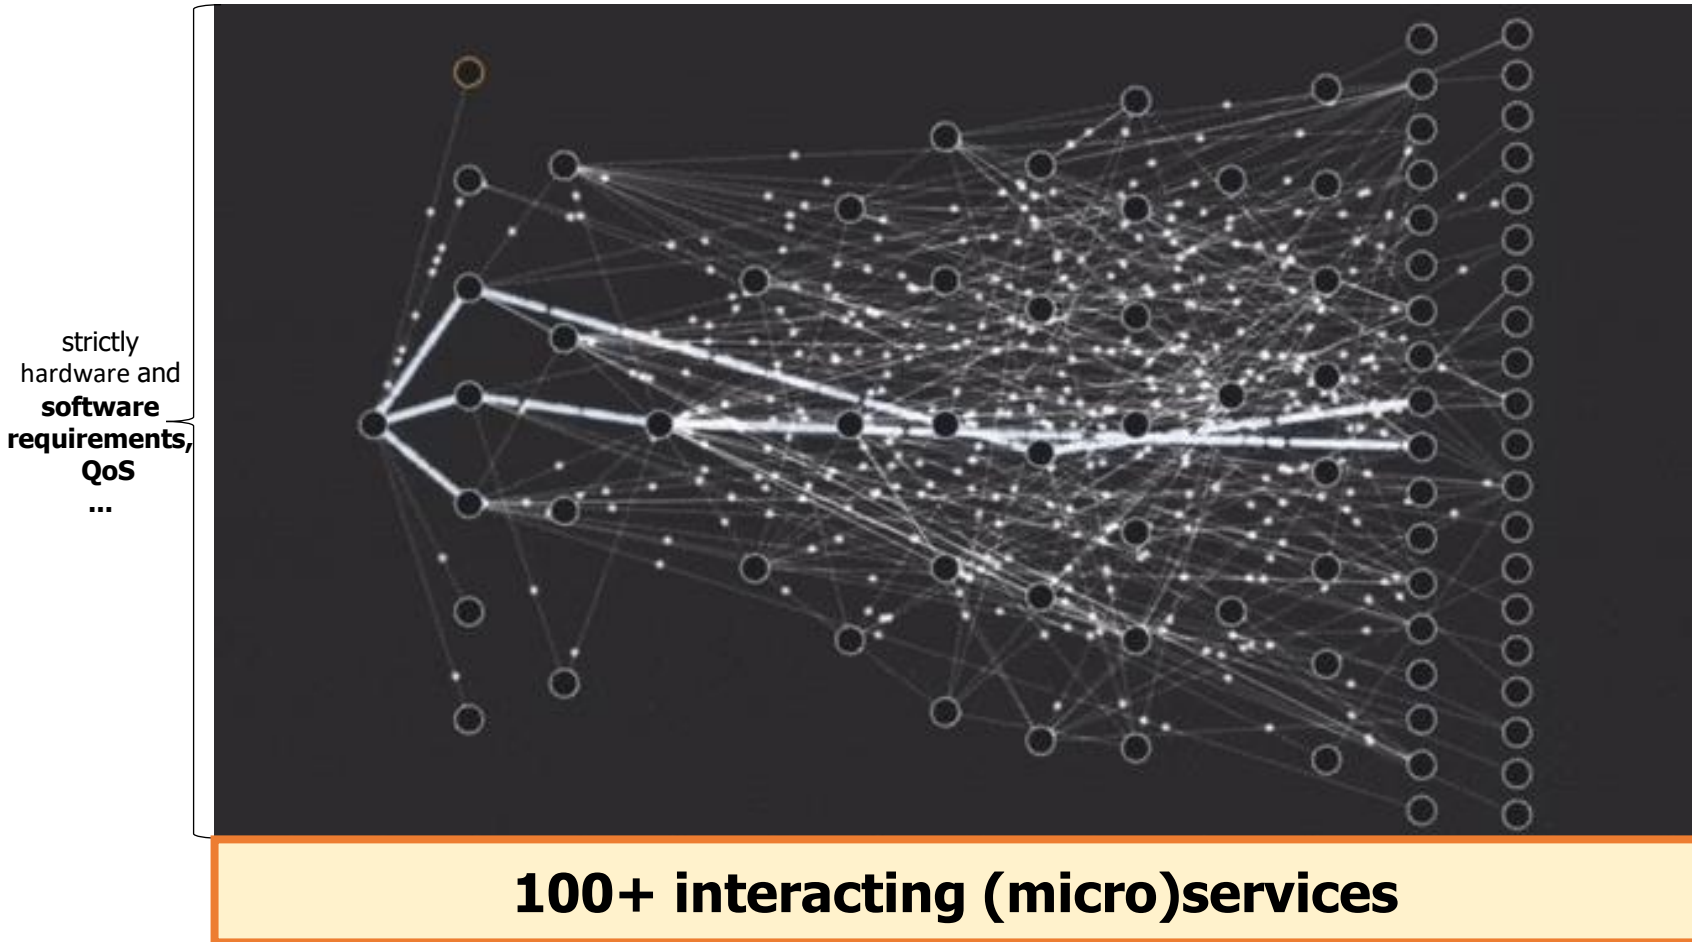 strictly
hardware and
software
requirements,
QoS
...
100+ interacting (micro)services